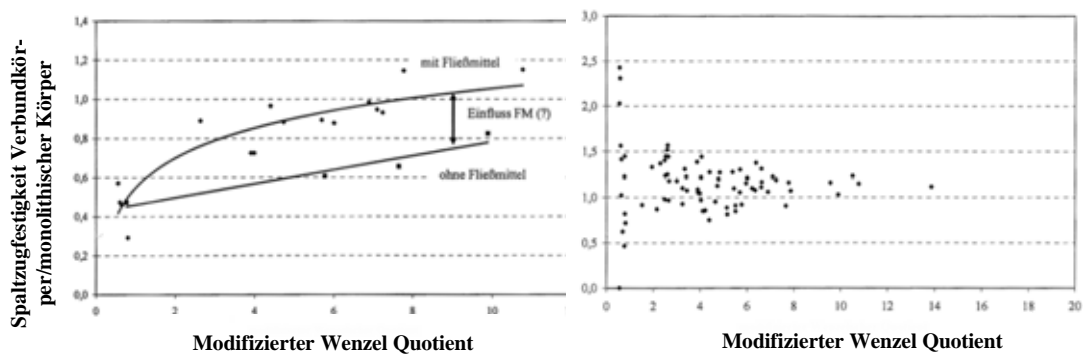 Spaltzugfestigkeit Verbundkör-
per/monolithischer Körper
1,4
1,2
1,0
0,8
0,6
0,4
0,2
0,0
mit Fließmittel
Einfluss FM (?)
ohne Fließmittel
0 2 4 6 8 10
Modifizierter Wenzel Quotient
3,0
2,5
2,0
1,5
1,0
0,5
0,0
0 2 4 6 8 10 12 14 16 18 20
Modifizierter Wenzel Quotient